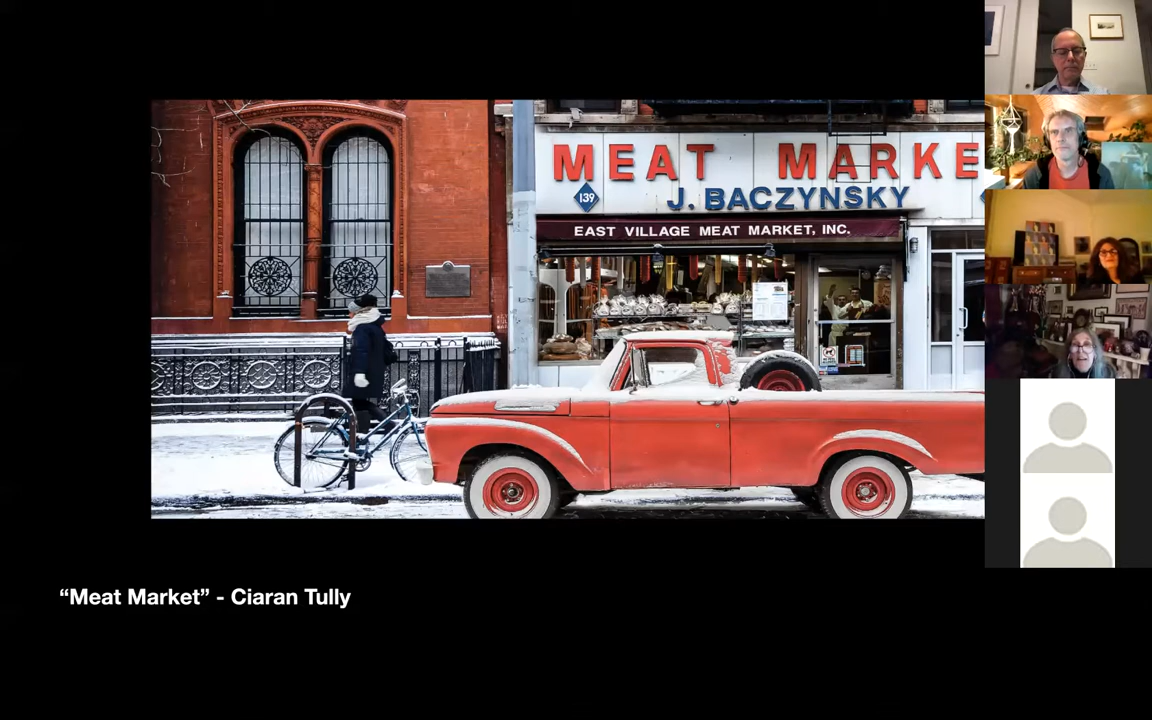 MEAT MARKE
139
J. BACZYNSKY
EAST VILLAGE MEAT MARKET, INC.
“Meat Market” - Ciaran Tully